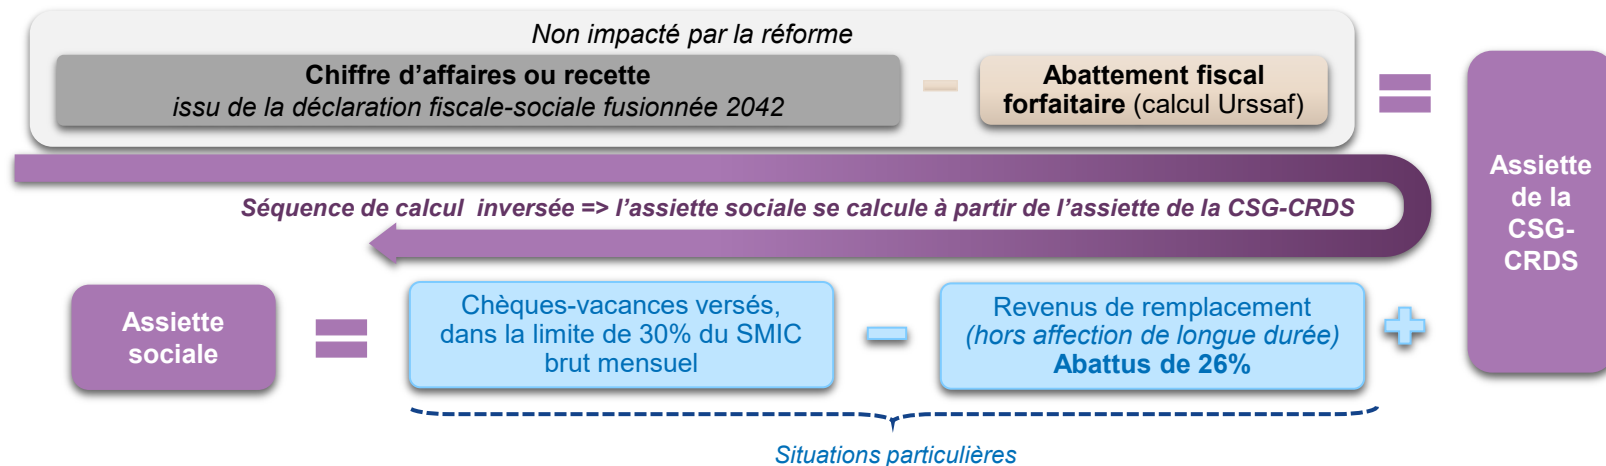 Non impacté par la réforme
Chiffre d’affaires ou recette
issu de la déclaration fiscale-sociale fusionnée 2042
−
Abattement fiscal
forfaitaire (calcul Urssaf)
=
Assiette
de la
CSG-
CRDS
Séquence de calcul  inversée => l’assiette sociale se calcule à partir de l’assiette de la CSG-CRDS
Assiette
sociale
=
Chèques-vacances versés,
dans la limite de 30% du SMIC
brut mensuel
−
Revenus de remplacement
(hors affection de longue durée)
Abattus de 26%
+
Situations particulières